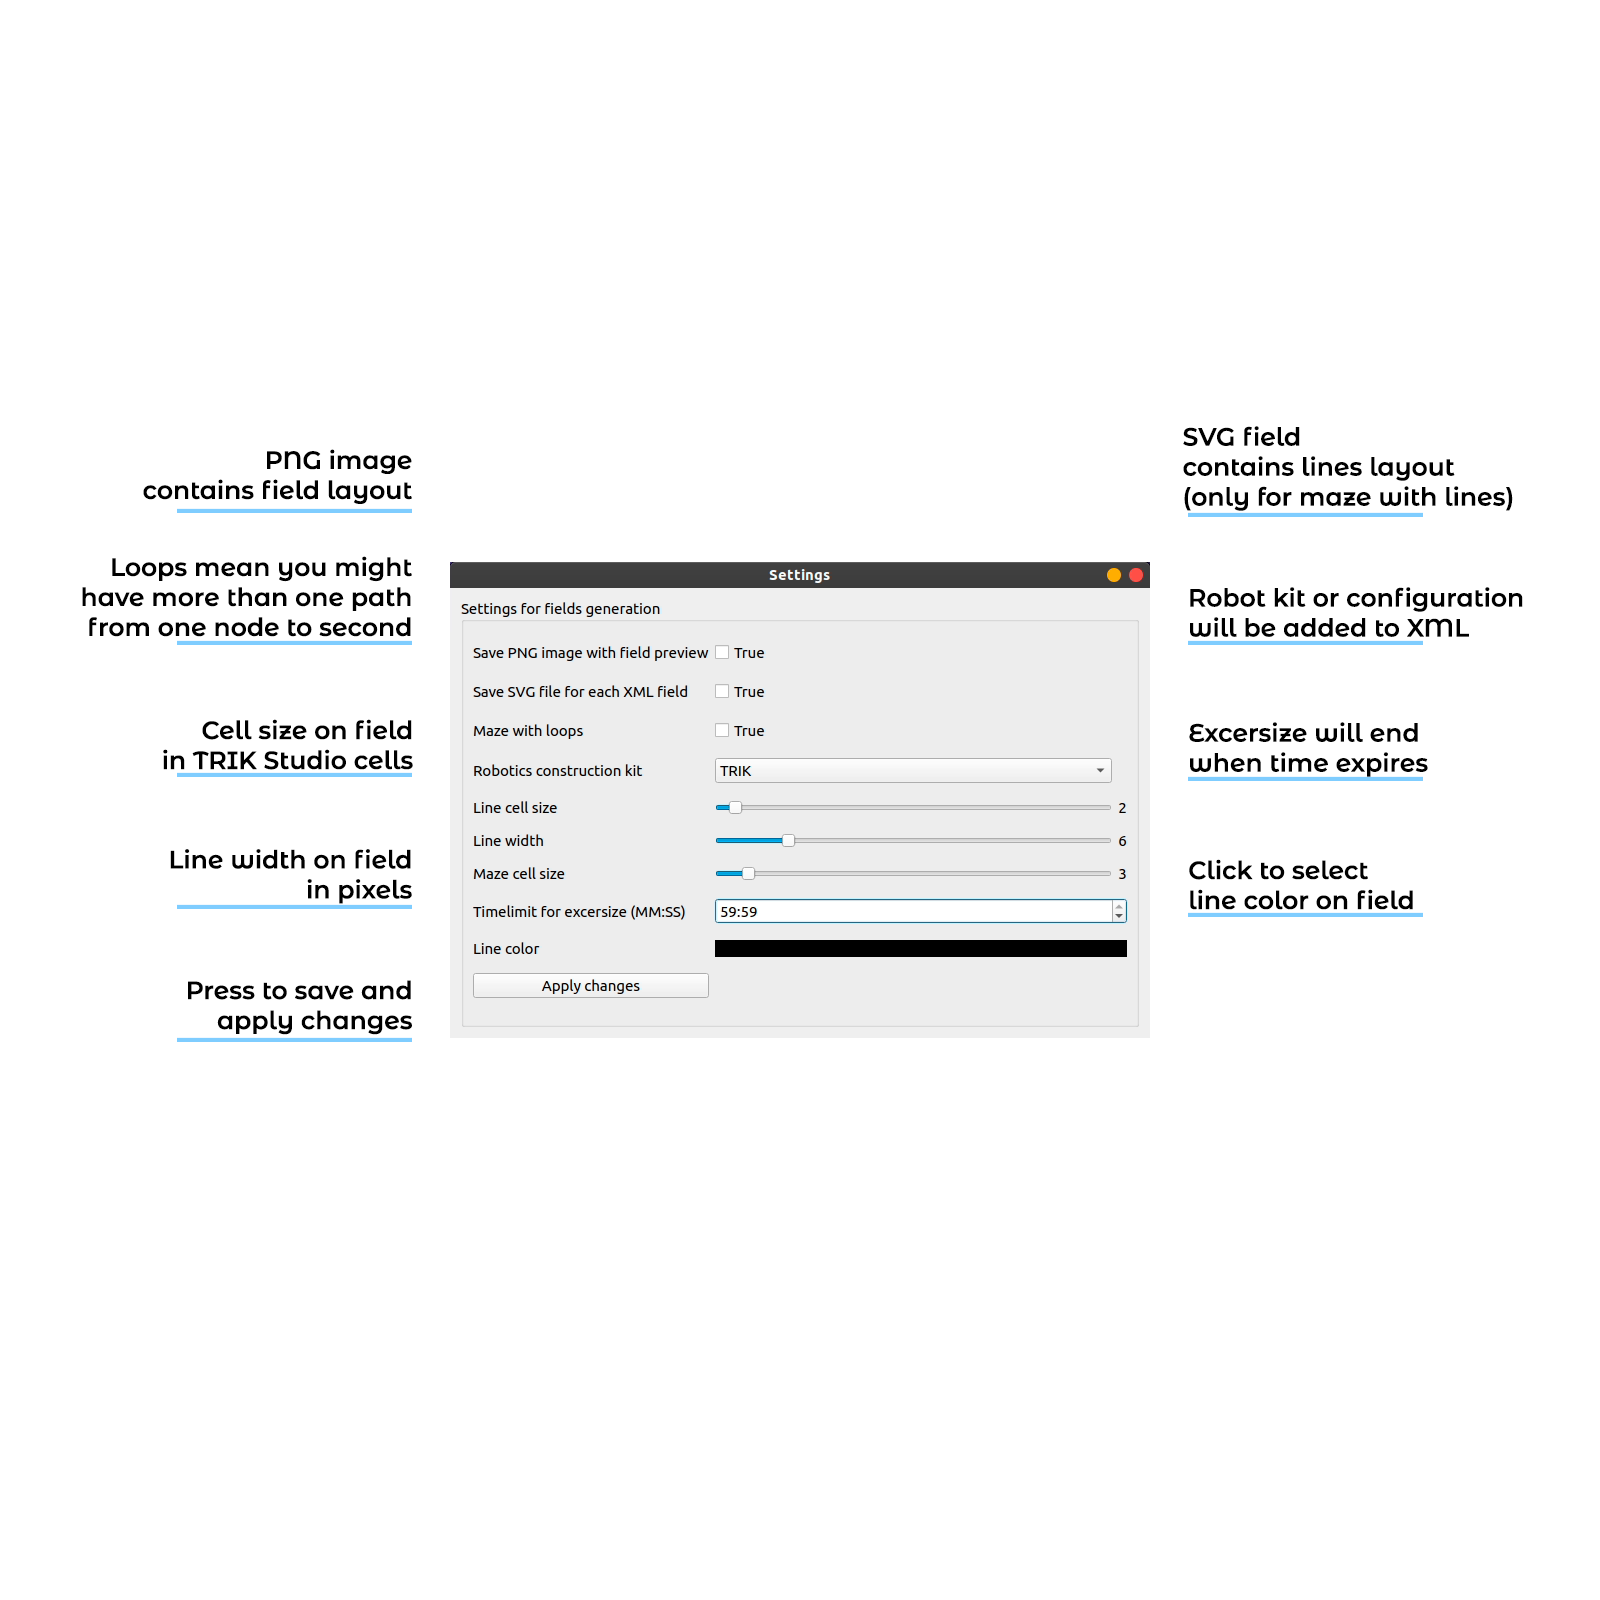 PNG image
contains field layout
Loops mean you might
have more than one path
from one node to second
Cell size on field
in TRIK Studio cells
Line width on field
in pixels
Press to save and
apply changes
Settings
Settings for fields generation
Save PNG image with field preview True
Save SVG file for each XML field True
Maze with loops True
Robotics construction kit TRIK
Line cell size 2
Line width 6
Maze cell size 3
Timelimit for excersize (MM:SS) 59:59
Line color
Apply changes
SVG field
contains lines layout
(only for maze with lines)
Robot kit or configuration
will be added to XML
Excersize will end
when time expires
Click to select
line color on field